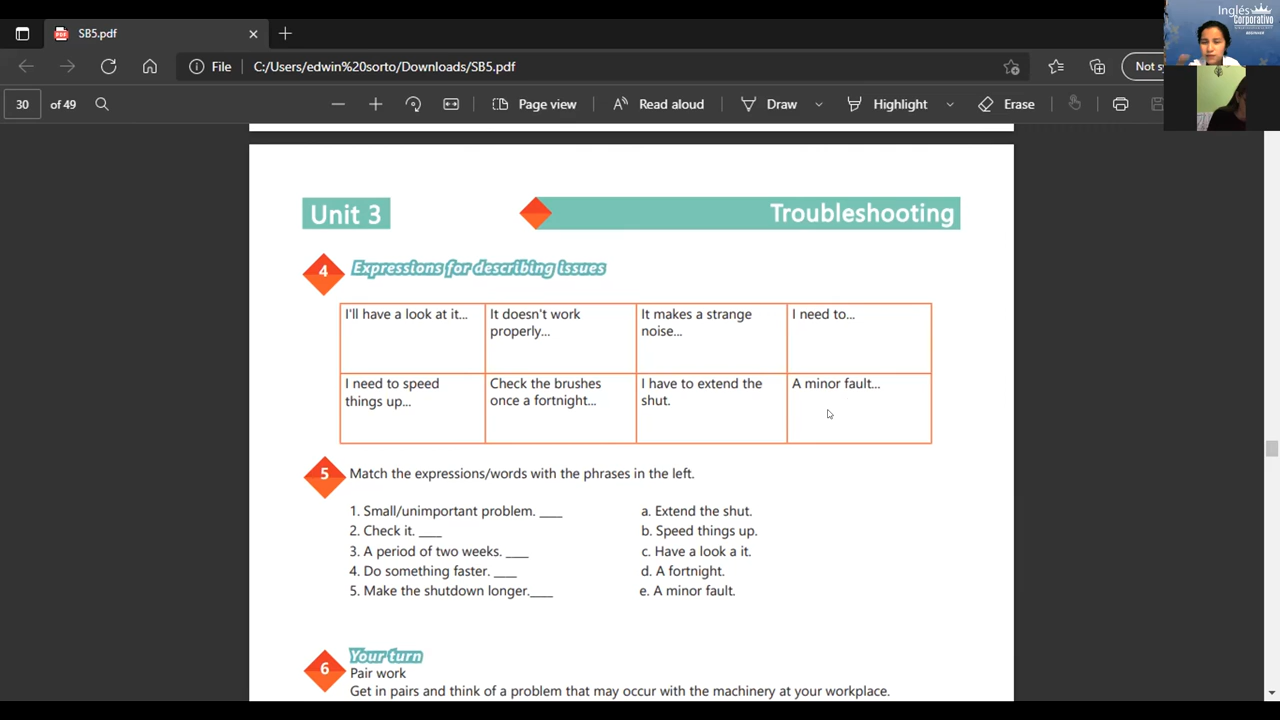 SB5.pdf
File C:/Users/edwin%20sorto/Downloads/SB5.pdf
Not s
30 of 49
Page view
Read aloud
Draw
Highlight
Erase
Inglés
Corporativo
BEGINNER
Unit 3
Troubleshooting
4 Expressions for describing issues
I'll have a look at it...
It doesn't work
properly...
It makes a strange
noise...
I need to...
I need to speed
things up...
Check the brushes
once a fortnight...
I have to extend the
shut.
A minor fault...
5 Match the expressions/words with the phrases in the left.
1. Small/unimportant problem. ____
a. Extend the shut.
2. Check it. ____
b. Speed things up.
3. A period of two weeks. ____
c. Have a look a it.
4. Do something faster. ____
d. A fortnight.
5. Make the shutdown longer.____
e. A minor fault.
6 Your turn
Pair work
Get in pairs and think of a problem that may occur with the machinery at your workplace.